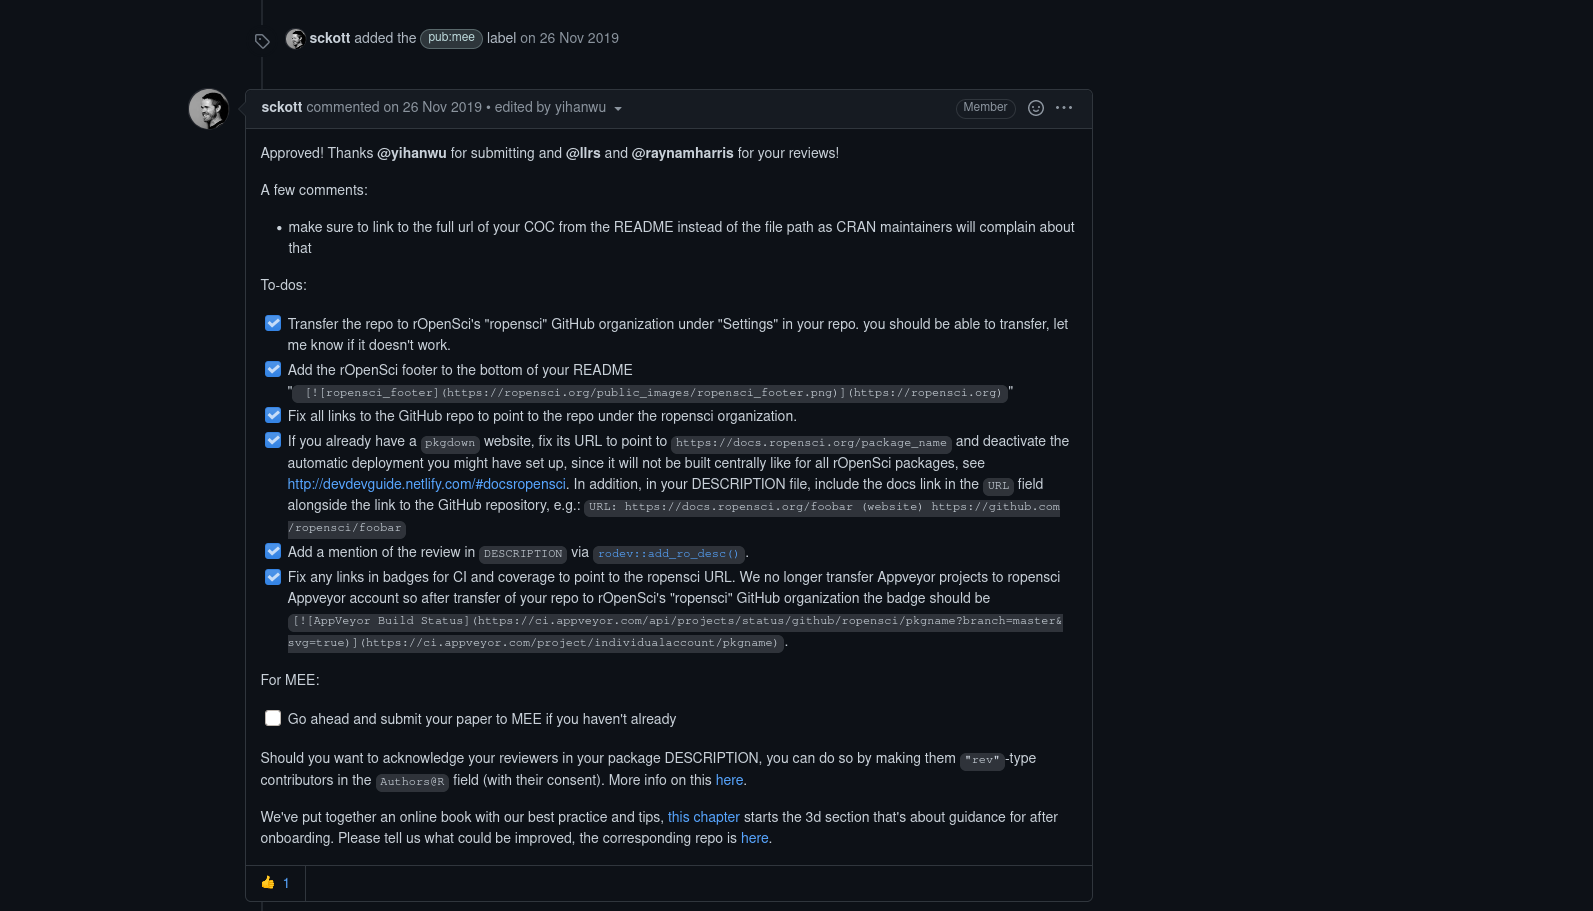 sckott added the pub:mee label on 26 Nov 2019
sckott commented on 26 Nov 2019 • edited by yihanwu
Member
Approved! Thanks @yihanwu for submitting and @llrs and @raynamharris for your reviews!
A few comments:
• make sure to link to the full url of your COC from the README instead of the file path as CRAN maintainers will complain about
that
To-dos:
Transfer the repo to rOpenSci's "ropensci" GitHub organization under "Settings" in your repo. you should be able to transfer, let
me know if it doesn't work.
Add the rOpenSci footer to the bottom of your README
" [![ropensci_footer](https://ropensci.org/public_images/ropensci_footer.png)](https://ropensci.org)"
Fix all links to the GitHub repo to point to the repo under the ropensci organization.
If you already have a pkgdown website, fix its URL to point to https://docs.ropensci.org/package_name and deactivate the
automatic deployment you might have set up, since it will not be built centrally like for all rOpenSci packages, see
http://devdevguide.netlify.com/#docsropensci. In addition, in your DESCRIPTION file, include the docs link in the URL field
alongside the link to the GitHub repository, e.g.: URL: https://docs.ropensci.org/foobar (website) https://github.com
/ropensci/foobar
Add a mention of the review in DESCRIPTION via rodev::add_ro_desc().
Fix any links in badges for CI and coverage to point to the ropensci URL. We no longer transfer Appveyor projects to ropensci
Appveyor account so after transfer of your repo to rOpenSci's "ropensci" GitHub organization the badge should be
[![AppVeyor Build Status](https://ci.appveyor.com/api/projects/status/github/ropensci/pkgname?branch=master&
svg=true)](https://ci.appveyor.com/project/individualaccount/pkgname).
For MEE:
Go ahead and submit your paper to MEE if you haven't already
Should you want to acknowledge your reviewers in your package DESCRIPTION, you can do so by making them "rev"-type
contributors in the Authors@R field (with their consent). More info on this here.
We've put together an online book with our best practice and tips, this chapter starts the 3d section that's about guidance for after
onboarding. Please tell us what could be improved, the corresponding repo is here.
👍 1